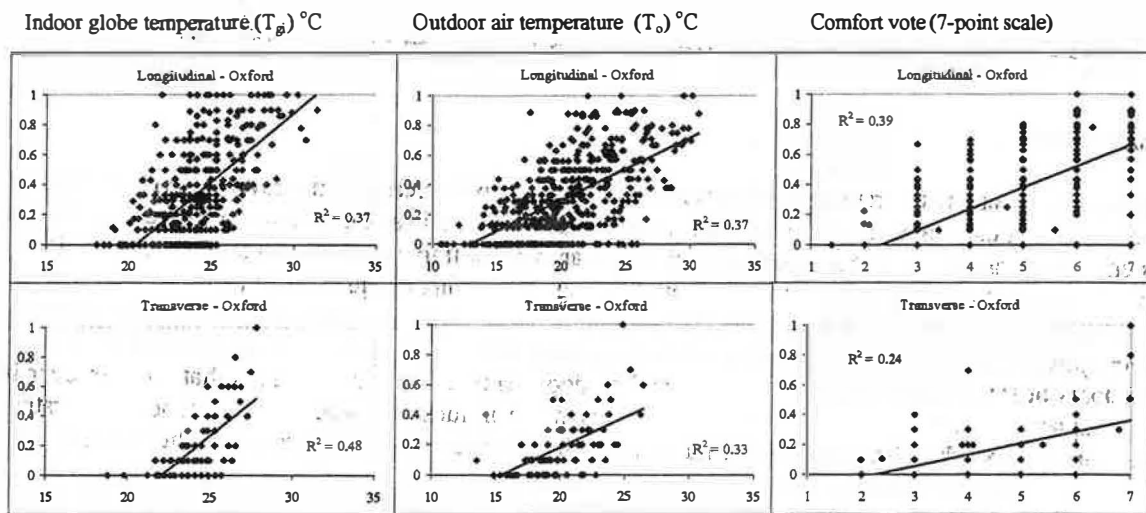 Indoor globe temperature (Tgi) °C
Outdoor air temperature (To) °C
Comfort vote (7-point scale)
Longitudinal - Oxford
1
0.8
0.6
0.4
0.2
0
R² = 0.37
15 20 25 30 35
Longitudinal - Oxford
1
0.8
0.6
0.4
0.2
0
R² = 0.37
10 15 20 25 30 35
Longitudinal - Oxford
1
0.8
0.6
0.4
0.2
0
R² = 0.39
1 2 3 4 5 6 7
Transverse - Oxford
1
0.8
0.6
0.4
0.2
0
R² = 0.48
15 20 25 30 35
Transverse - Oxford
1
0.8
0.6
0.4
0.2
0
R² = 0.33
10 15 20 25 30 35
Transverse - Oxford
1
0.8
0.6
0.4
0.2
0
R² = 0.24
1 2 3 4 5 6 7